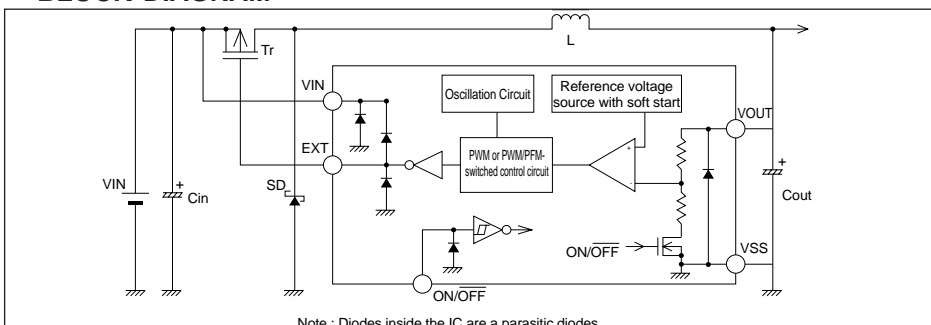 BLOCK DIAGRAM
Tr
L
VIN
Oscillation Circuit
Reference voltage
source with soft start
VOUT
EXT
PWM or PWM/PFM-
switched control circuit
+
-
VIN
+
Cin
SD
+
Cout
ON/OFF
VSS
ON/OFF
Note : Diodes inside the IC are a parasitic diodes